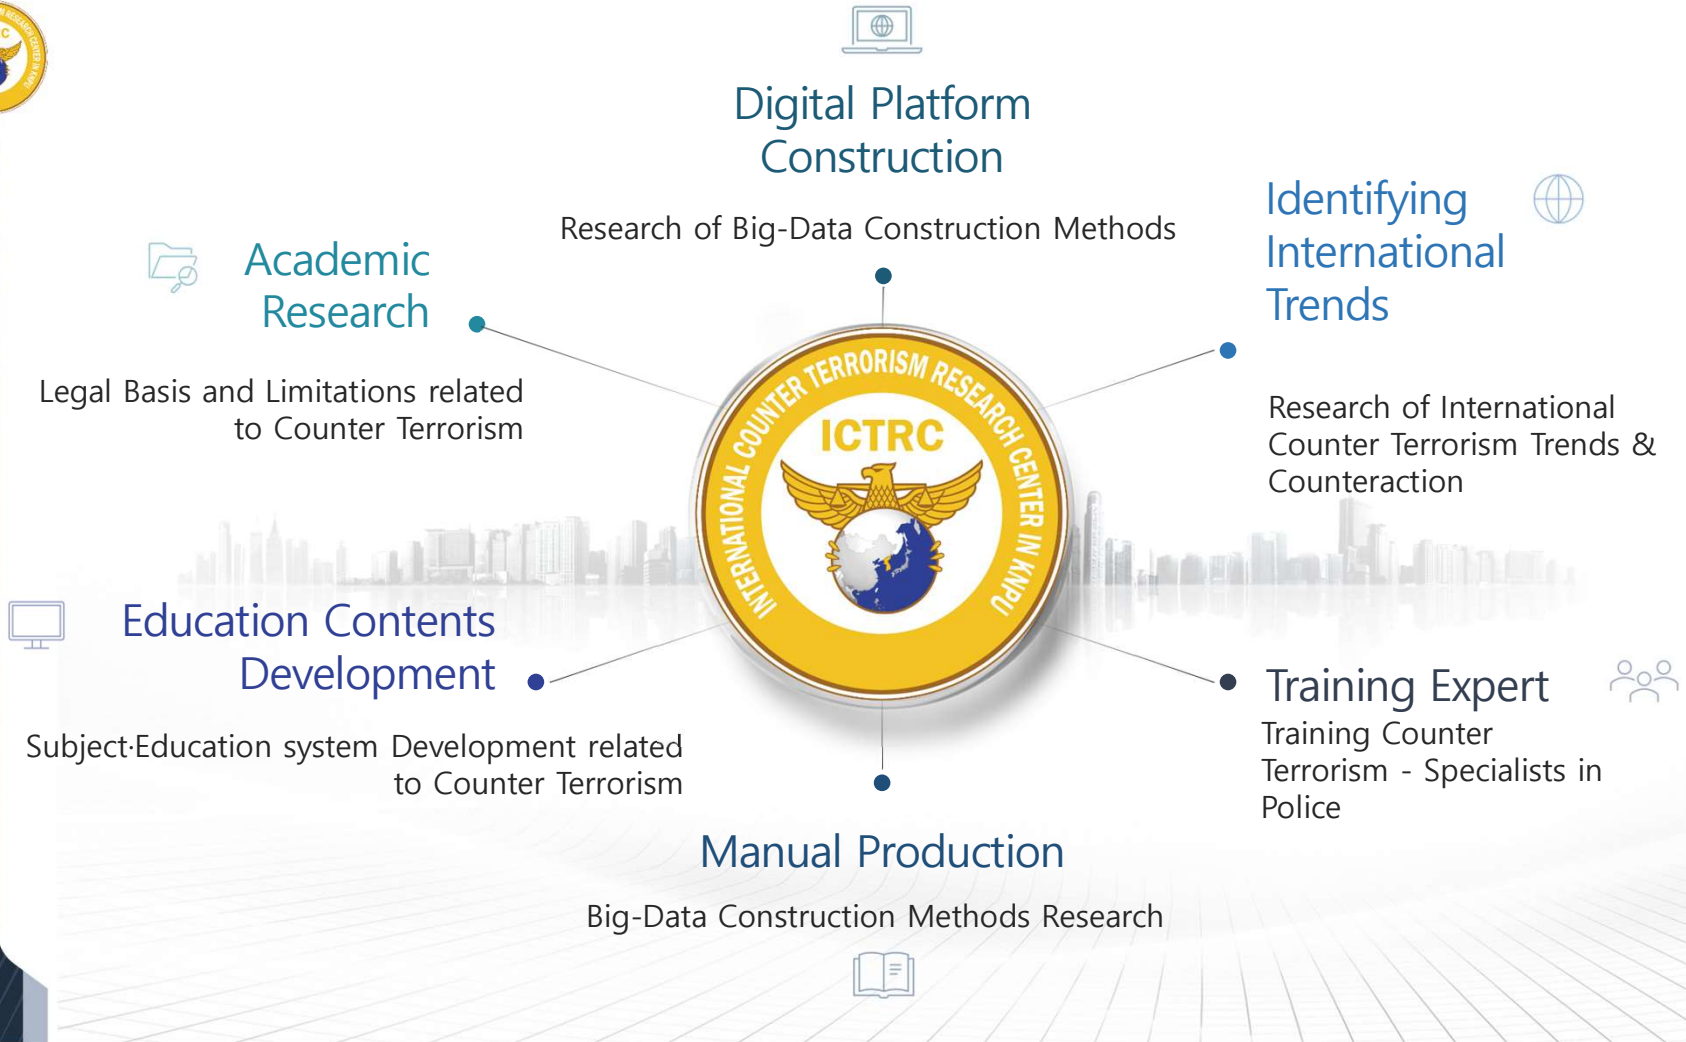 Digital Platform
Construction
Research of Big-Data Construction Methods
Academic
Research
Legal Basis and Limitations related
to Counter Terrorism
Identifying
International
Trends
Research of International
Counter Terrorism Trends &
Counteraction
INTERNATIONAL COUNTER TERRORISM RESEARCH CENTER IN KNPU
ICTRC
Education Contents
Development
Subject·Education system Development related
to Counter Terrorism
Training Expert
Training Counter
Terrorism - Specialists in
Police
Manual Production
Big-Data Construction Methods Research